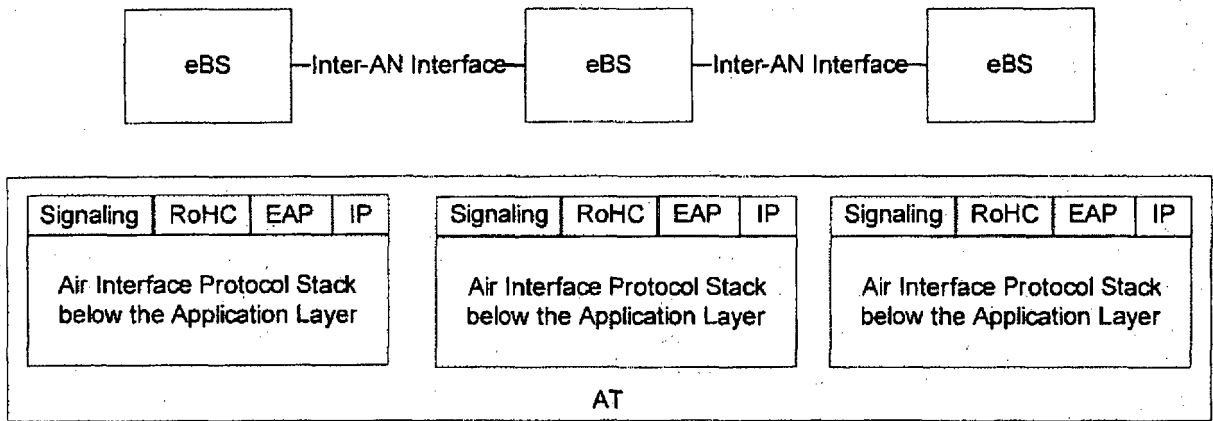 eBS —Inter-AN Interface— eBS —Inter-AN Interface— eBS
Signaling RoHC EAP IP Signaling RoHC EAP IP Signaling RoHC EAP IP
Air Interface Protocol Stack Air Interface Protocol Stack Air Interface Protocol Stack
below the Application Layer below the Application Layer below the Application Layer
AT